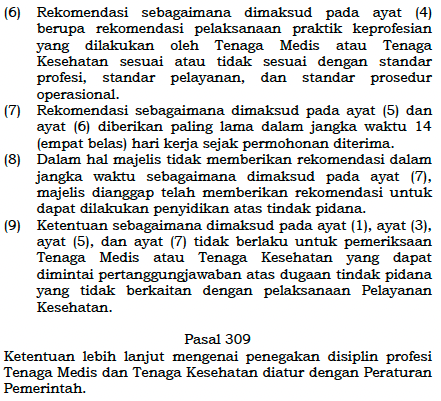 (6) Rekomendasi sebagaimana dimaksud pada ayat (4)
berupa rekomendasi pelaksanaan praktik keprofesian
yang dilakukan oleh Tenaga Medis atau Tenaga
Kesehatan sesuai atau tidak sesuai dengan standar
profesi, standar pelayanan, dan standar prosedur
operasional.
(7) Rekomendasi sebagaimana dimaksud pada ayat (5) dan
ayat (6) diberikan paling lama dalam jangka waktu 14
(empat belas) hari kerja sejak permohonan diterima.
(8) Dalam hal majelis tidak memberikan rekomendasi dalam
jangka waktu sebagaimana dimaksud pada ayat (7),
majelis dianggap telah memberikan rekomendasi untuk
dapat dilakukan penyidikan atas tindak pidana.
(9) Ketentuan sebagaimana dimaksud pada ayat (1), ayat (3),
ayat (5), dan ayat (7) tidak berlaku untuk pemeriksaan
Tenaga Medis atau Tenaga Kesehatan yang dapat
dimintai pertanggungjawaban atas dugaan tindak pidana
yang tidak berkaitan dengan pelaksanaan Pelayanan
Kesehatan.
Pasal 309
Ketentuan lebih lanjut mengenai penegakan disiplin profesi
Tenaga Medis dan Tenaga Kesehatan diatur dengan Peraturan
Pemerintah.